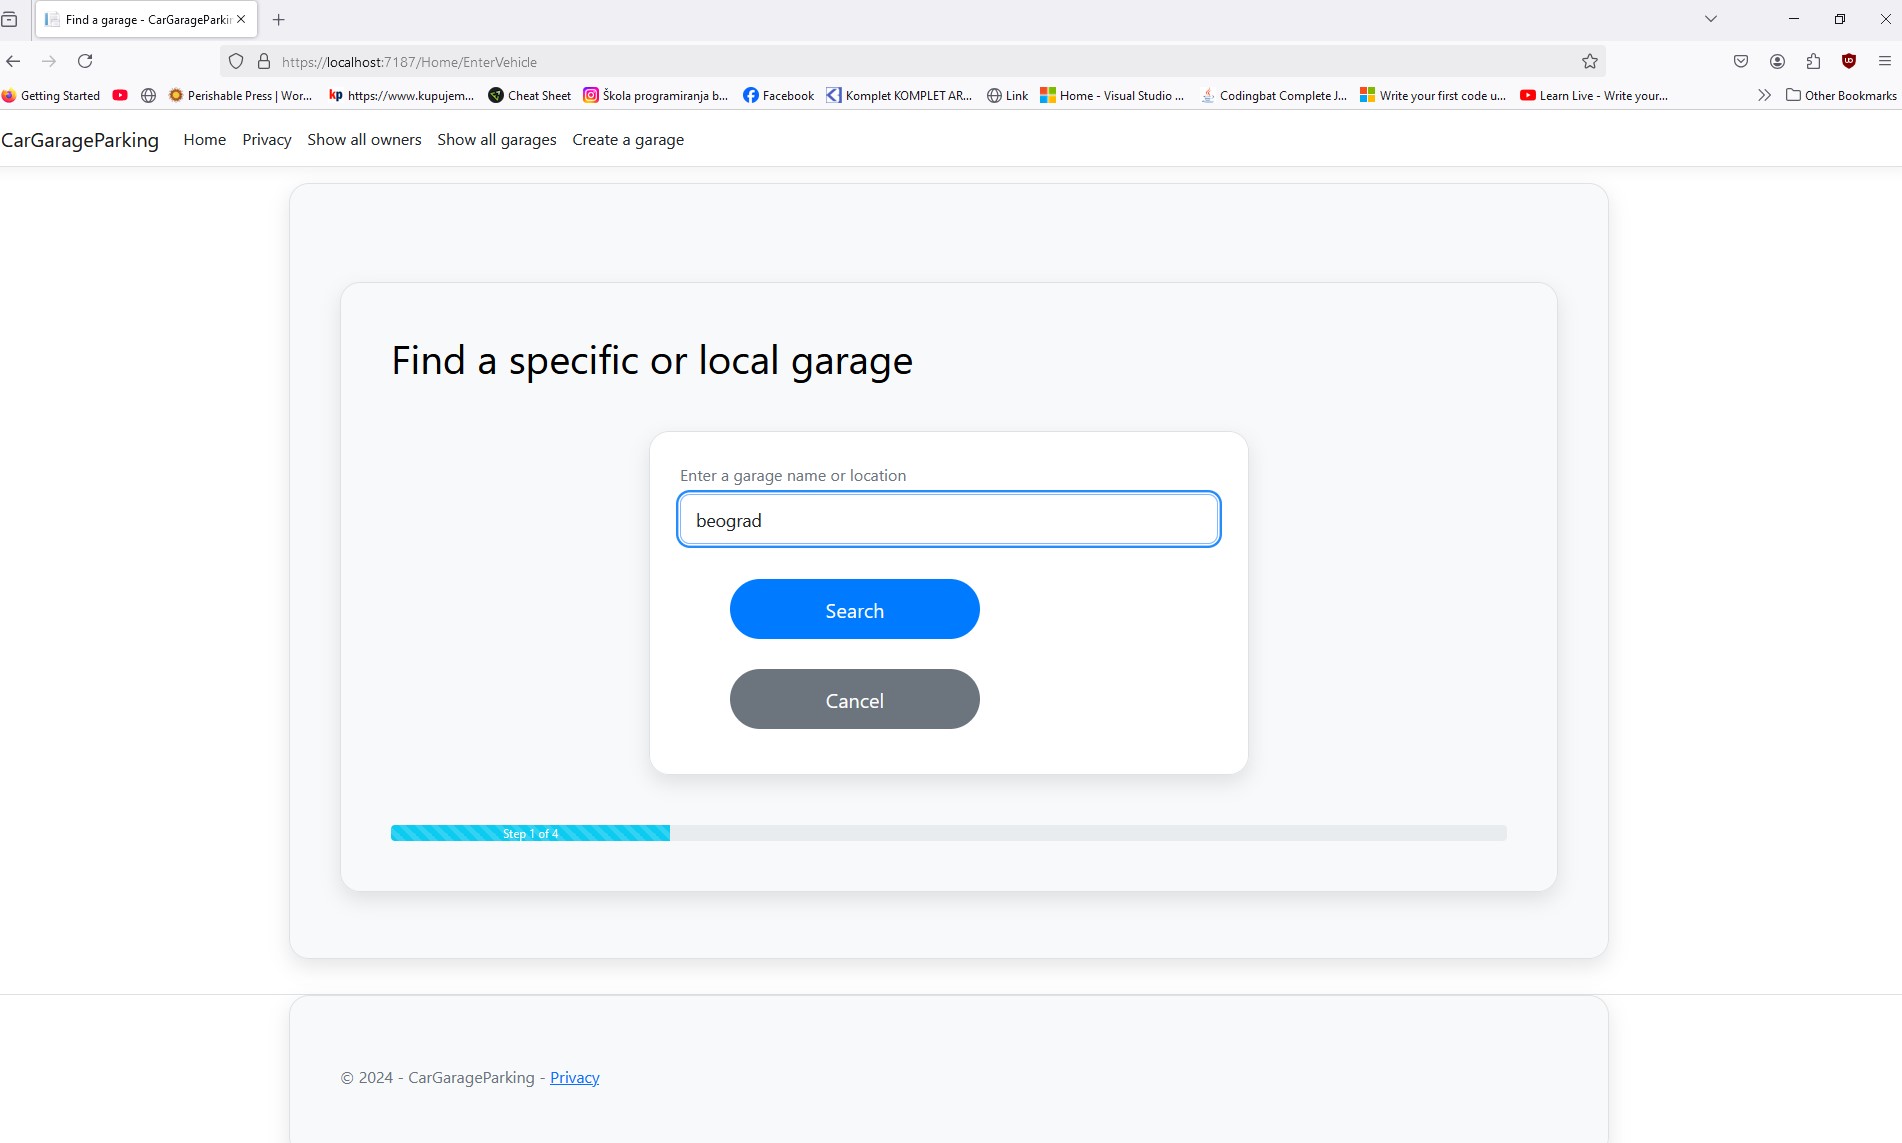 Find a garage - CarGarageParkin
https://localhost:7187/Home/EnterVehicle
Getting Started Perishable Press | Wor... kp https://www.kupujem... Cheat Sheet Škola programiranja b... Facebook Komplet KOMPLET AR... Link Home - Visual Studio ... Codingbat Complete J... Write your first code u... Learn Live - Write your... Other Bookmarks
CarGarageParking Home Privacy Show all owners Show all garages Create a garage
Find a specific or local garage
Enter a garage name or location
beograd
Search
Cancel
Step 1 of 4
© 2024 - CarGarageParking - Privacy